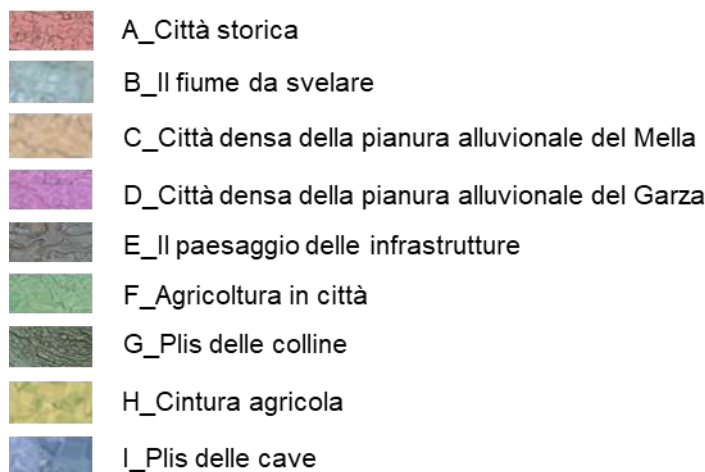 A_Città storica
B_Il fiume da svelare
C_Città densa della pianura alluvionale del Mella
D_Città densa della pianura alluvionale del Garza
E_Il paesaggio delle infrastrutture
F_Agricoltura in città
G_Plis delle colline
H_Cintura agricola
I_Plis delle cave